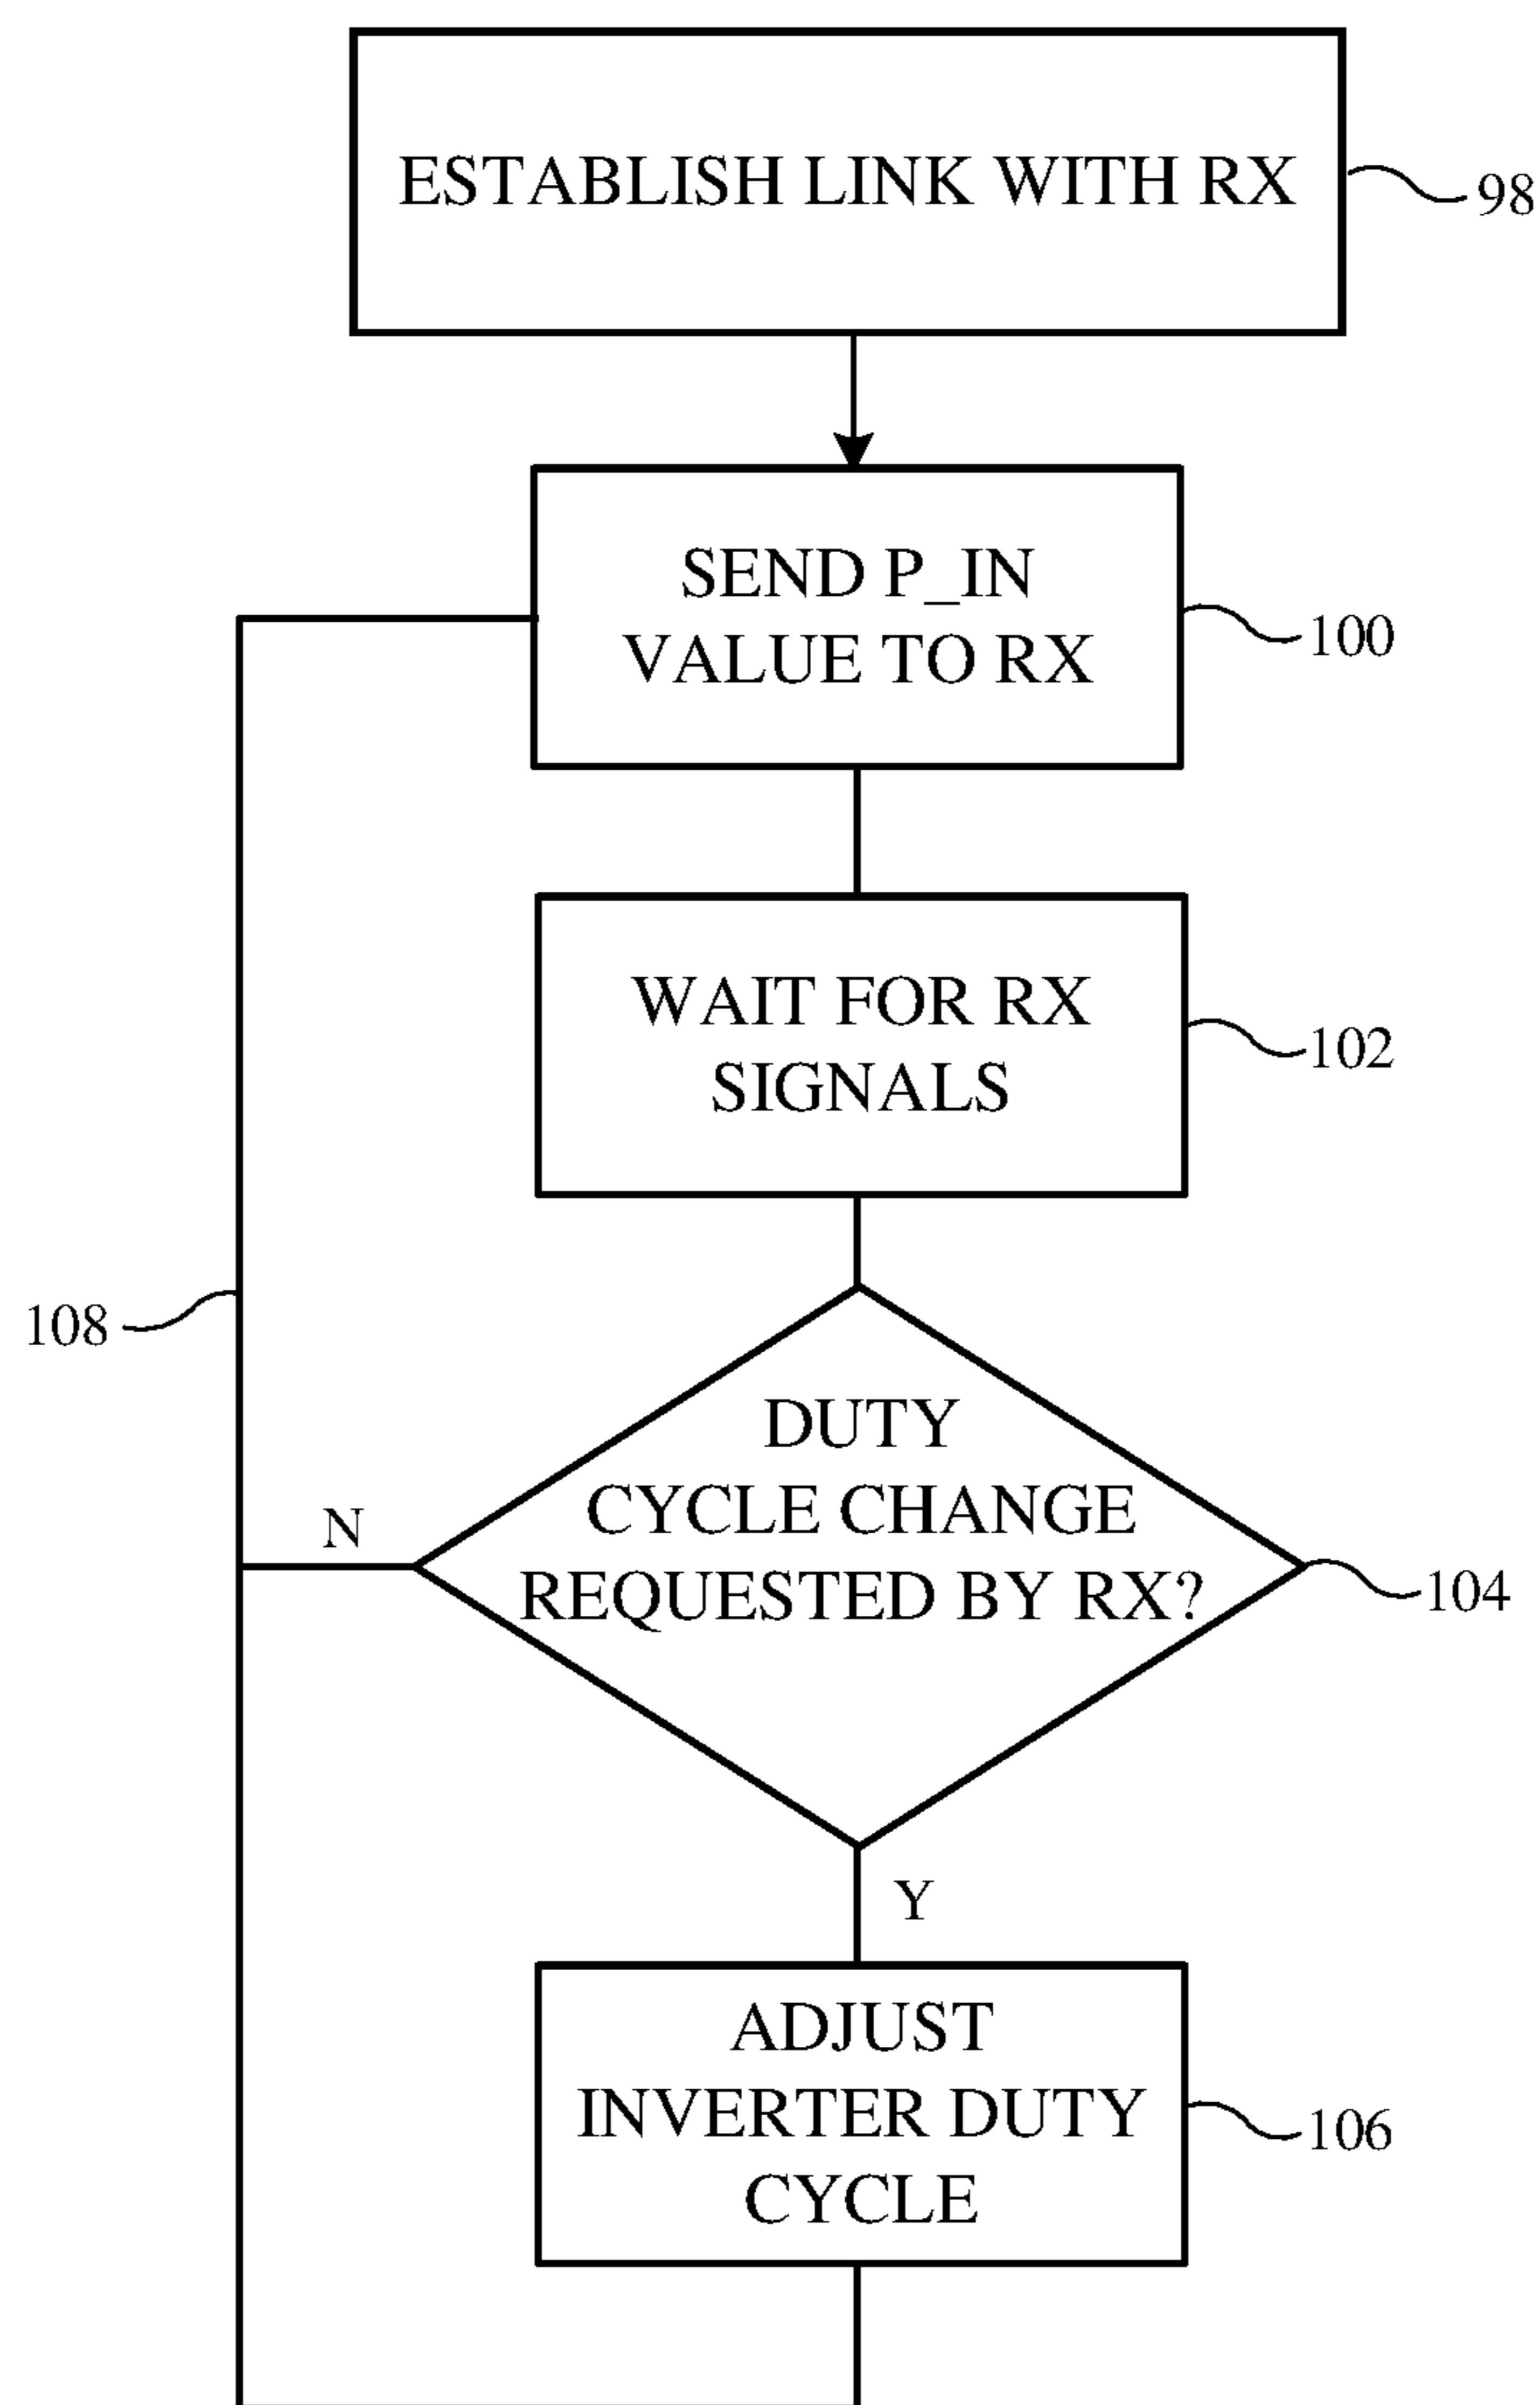 ESTABLISH LINK WITH RX
98
SEND P_IN
VALUE TO RX
100
WAIT FOR RX
SIGNALS
102
108
DUTY
CYCLE CHANGE
REQUESTED BY RX?
N
104
Y
ADJUST
INVERTER DUTY
CYCLE
106